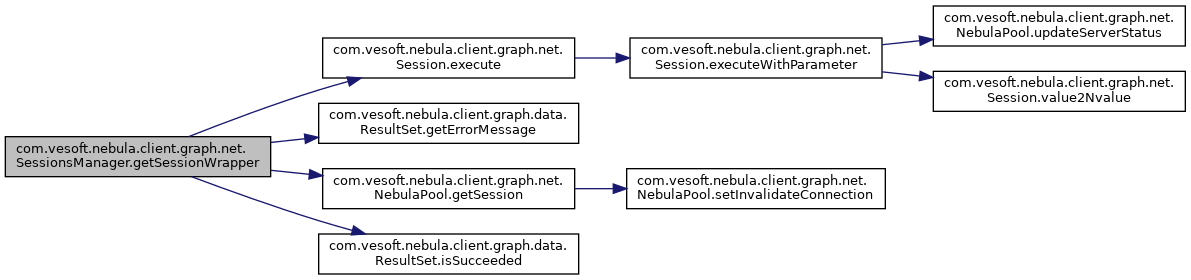 com.vesoft.nebula.client.graph.net.
SessionsManager.getSessionWrapper
com.vesoft.nebula.client.graph.net.
Session.execute
com.vesoft.nebula.client.graph.net.
Session.executeWithParameter
com.vesoft.nebula.client.graph.net.
NebulaPool.updateServerStatus
com.vesoft.nebula.client.graph.net.
Session.value2Nvalue
com.vesoft.nebula.client.graph.data.
ResultSet.getErrorMessage
com.vesoft.nebula.client.graph.net.
NebulaPool.getSession
com.vesoft.nebula.client.graph.net.
NebulaPool.setInvalidateConnection
com.vesoft.nebula.client.graph.data.
ResultSet.isSucceeded